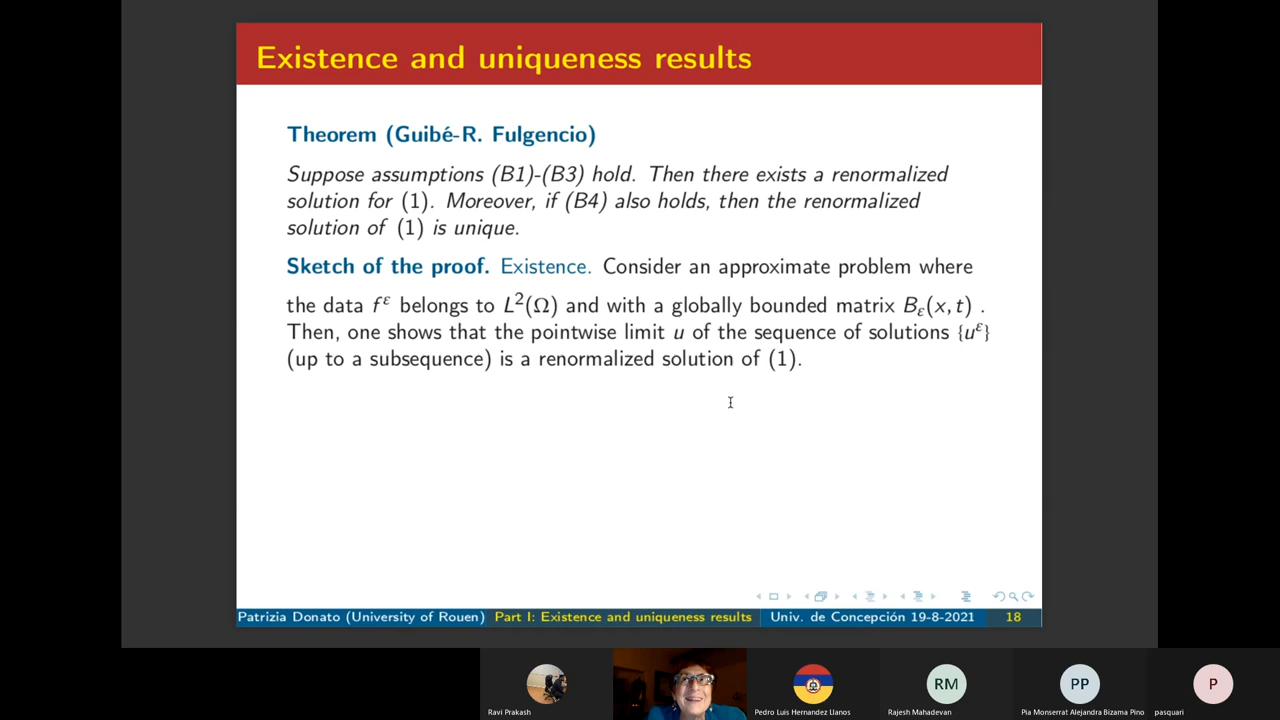 Existence and uniqueness results
Theorem (Guibé-R. Fulgencio)
Suppose assumptions (B1)-(B3) hold. Then there exists a renormalized
solution for (1). Moreover, if (B4) also holds, then the renormalized
solution of (1) is unique.
Sketch of the proof. Existence. Consider an approximate problem where
the data f^ε belongs to L²(Ω) and with a globally bounded matrix B_ε(x, t) .
Then, one shows that the pointwise limit u of the sequence of solutions {u^ε}
(up to a subsequence) is a renormalized solution of (1).
Patrizia Donato (University of Rouen) Part I: Existence and uniqueness results Univ. de Concepción 19-8-2021 18
RM PP P
Ravi Prakash Pedro Luis Hernandez Llanos Rajesh Mahadevan Pia Monserrat Alejandra Bizama Pino pasquari